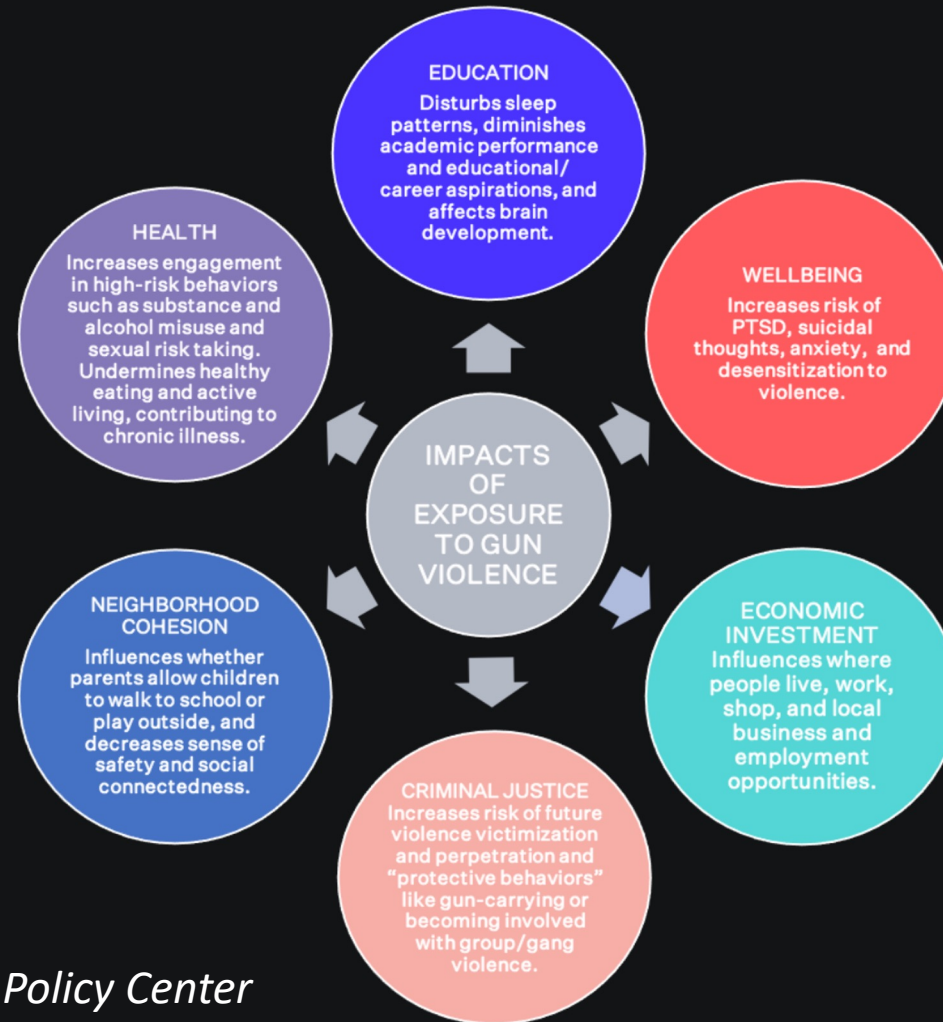 EDUCATION
Disturbs sleep
patterns, diminishes
academic performance
and educational/
career aspirations, and
affects brain
development.
HEALTH
Increases engagement
in high-risk behaviors
such as substance and
alcohol misuse and
sexual risk taking.
Undermines healthy
eating and active
living, contributing to
chronic illness.
WELLBEING
Increases risk of
PTSD, suicidal
thoughts, anxiety, and
desensitization to
violence.
IMPACTS
OF
EXPOSURE
TO GUN
VIOLENCE
NEIGHBORHOOD
COHESION
Influences whether
parents allow children
to walk to school or
play outside, and
decreases sense of
safety and social
connectedness.
ECONOMIC
INVESTMENT
Influences where
people live, work,
shop, and local
business and
employment
opportunities.
CRIMINAL JUSTICE
Increases risk of future
violence victimization
and perpetration and
“protective behaviors”
like gun-carrying or
becoming involved
with group/gang
violence.
Policy Center